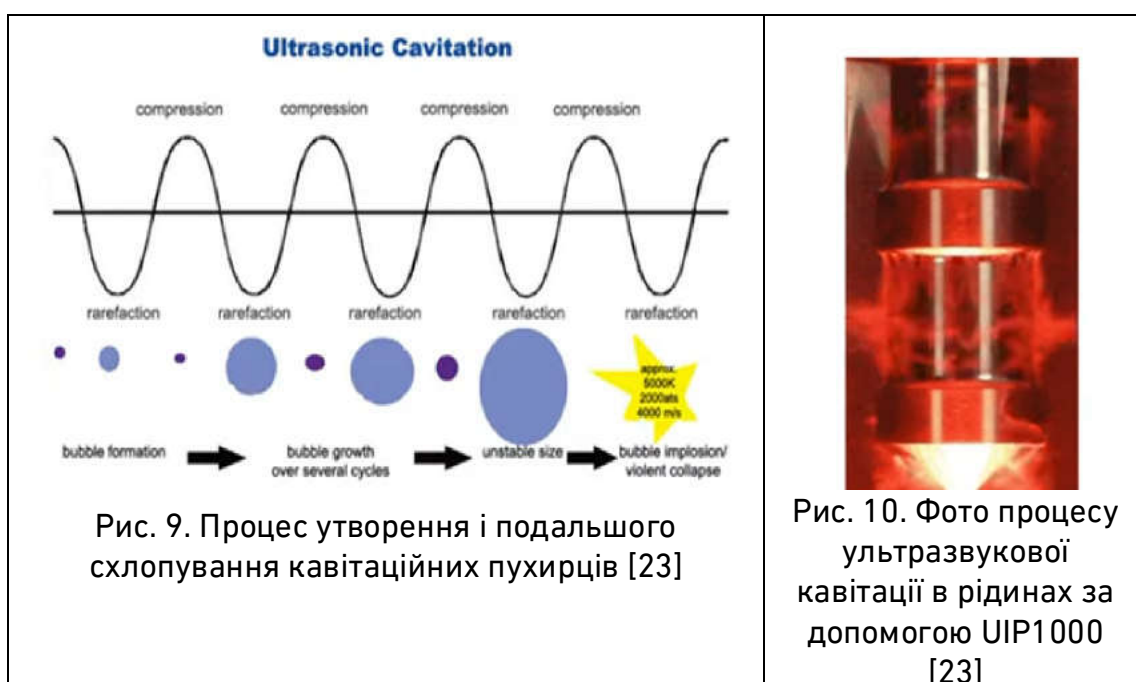 Ultrasonic Cavitation
compression compression compression compression
rarefaction rarefaction rarefaction rarefaction rarefaction
approx.
5000K
2000ats
4000 m/s
bubble formation bubble growth unstable size bubble implosion/
over several cycles violent collapse
Рис. 9. Процес утворення і подальшого
схлопування кавітаційних пухирців [23]
Рис. 10. Фото процесу
ультразвукової
кавітації в рідинах за
допомогою UIP1000
[23]